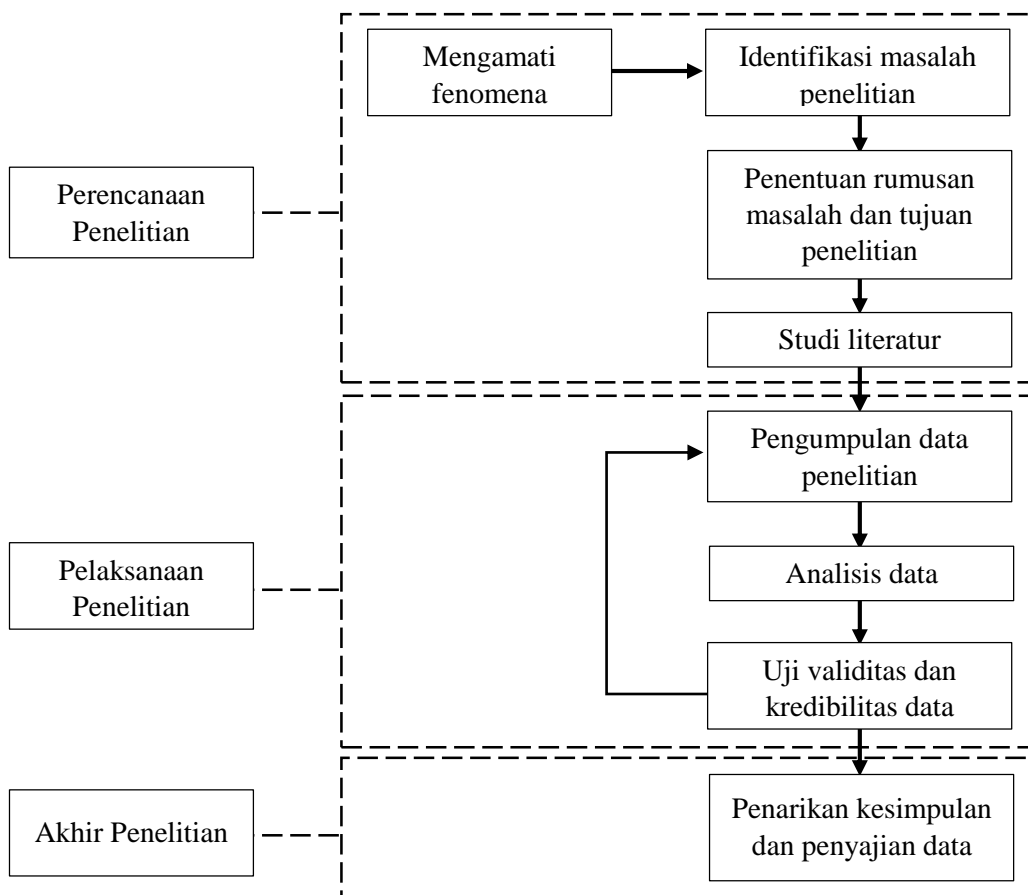 Mengamati
fenomena
Identifikasi masalah
penelitian
Perencanaan
Penelitian
Penentuan rumusan
masalah dan tujuan
penelitian
Studi literatur
Pengumpulan data
penelitian
Pelaksanaan
Penelitian
Analisis data
Uji validitas dan
kredibilitas data
Akhir Penelitian
Penarikan kesimpulan
dan penyajian data